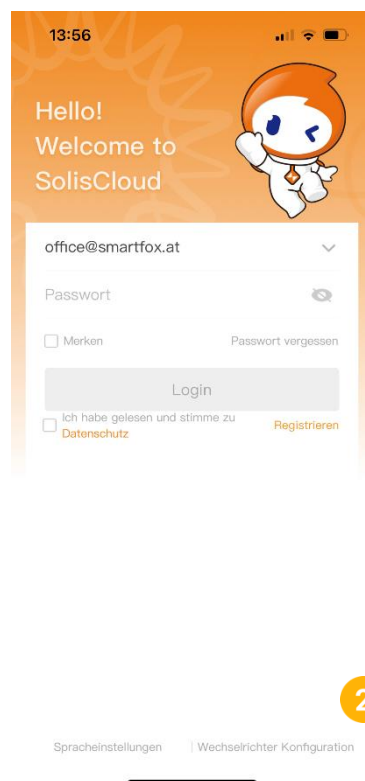 13:56
Hello!
Welcome to
SolisCloud
office@smartfox.at
Passwort
Merken
Passwort vergessen
Login
Ich habe gelesen und stimme zu
Datenschutz
Registrieren
2
Spracheinstellungen
Wechselrichter Konfiguration